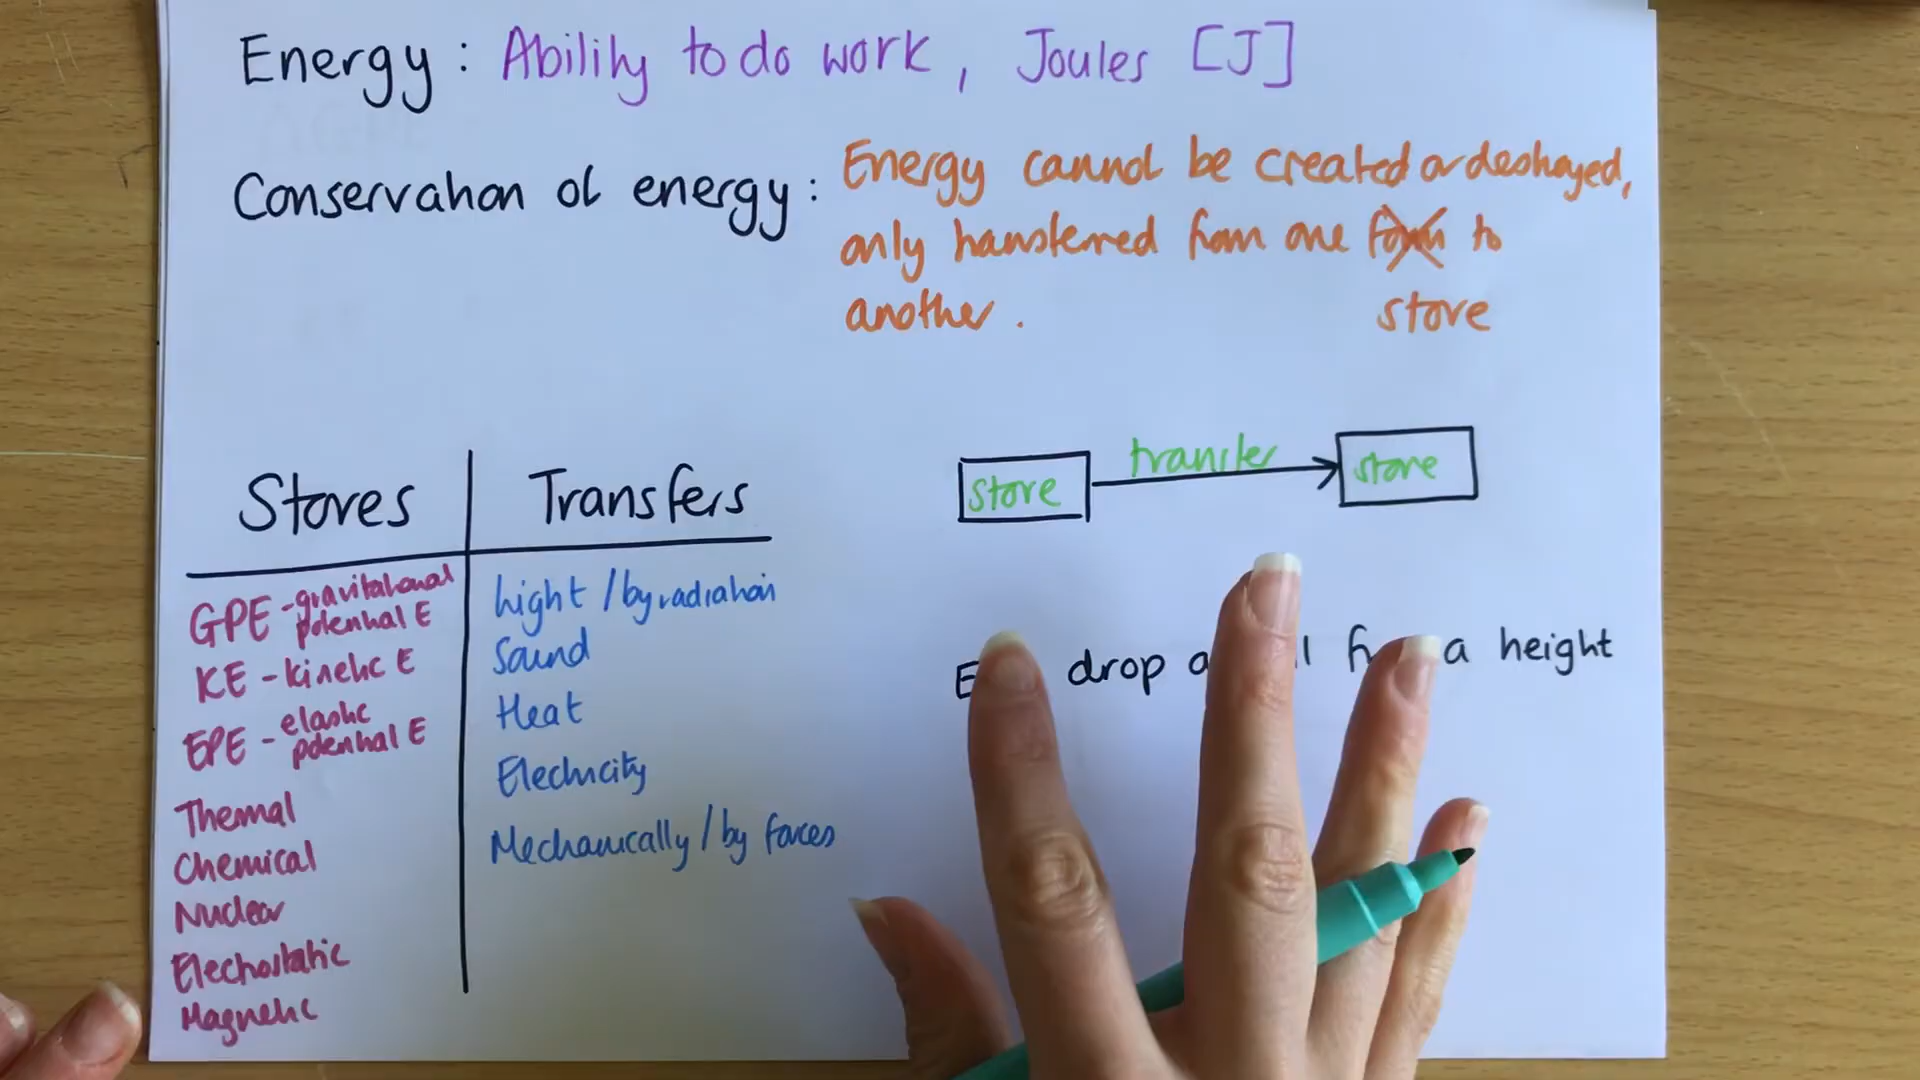 Energy : Ability to do work , Joules [J]
Conservation of energy : Energy cannot be created or destroyed,
only transferred from one form to
another . store
Stores Transfers
GPE - gravitational potential E
KE - kinetic E
EPE - elastic potential E
Thermal
Chemical
Nuclear
Electrostatic
Magnetic
Light / by radiation
Sound
Heat
Electricity
Mechanically / by forces
store transfer store
drop a height